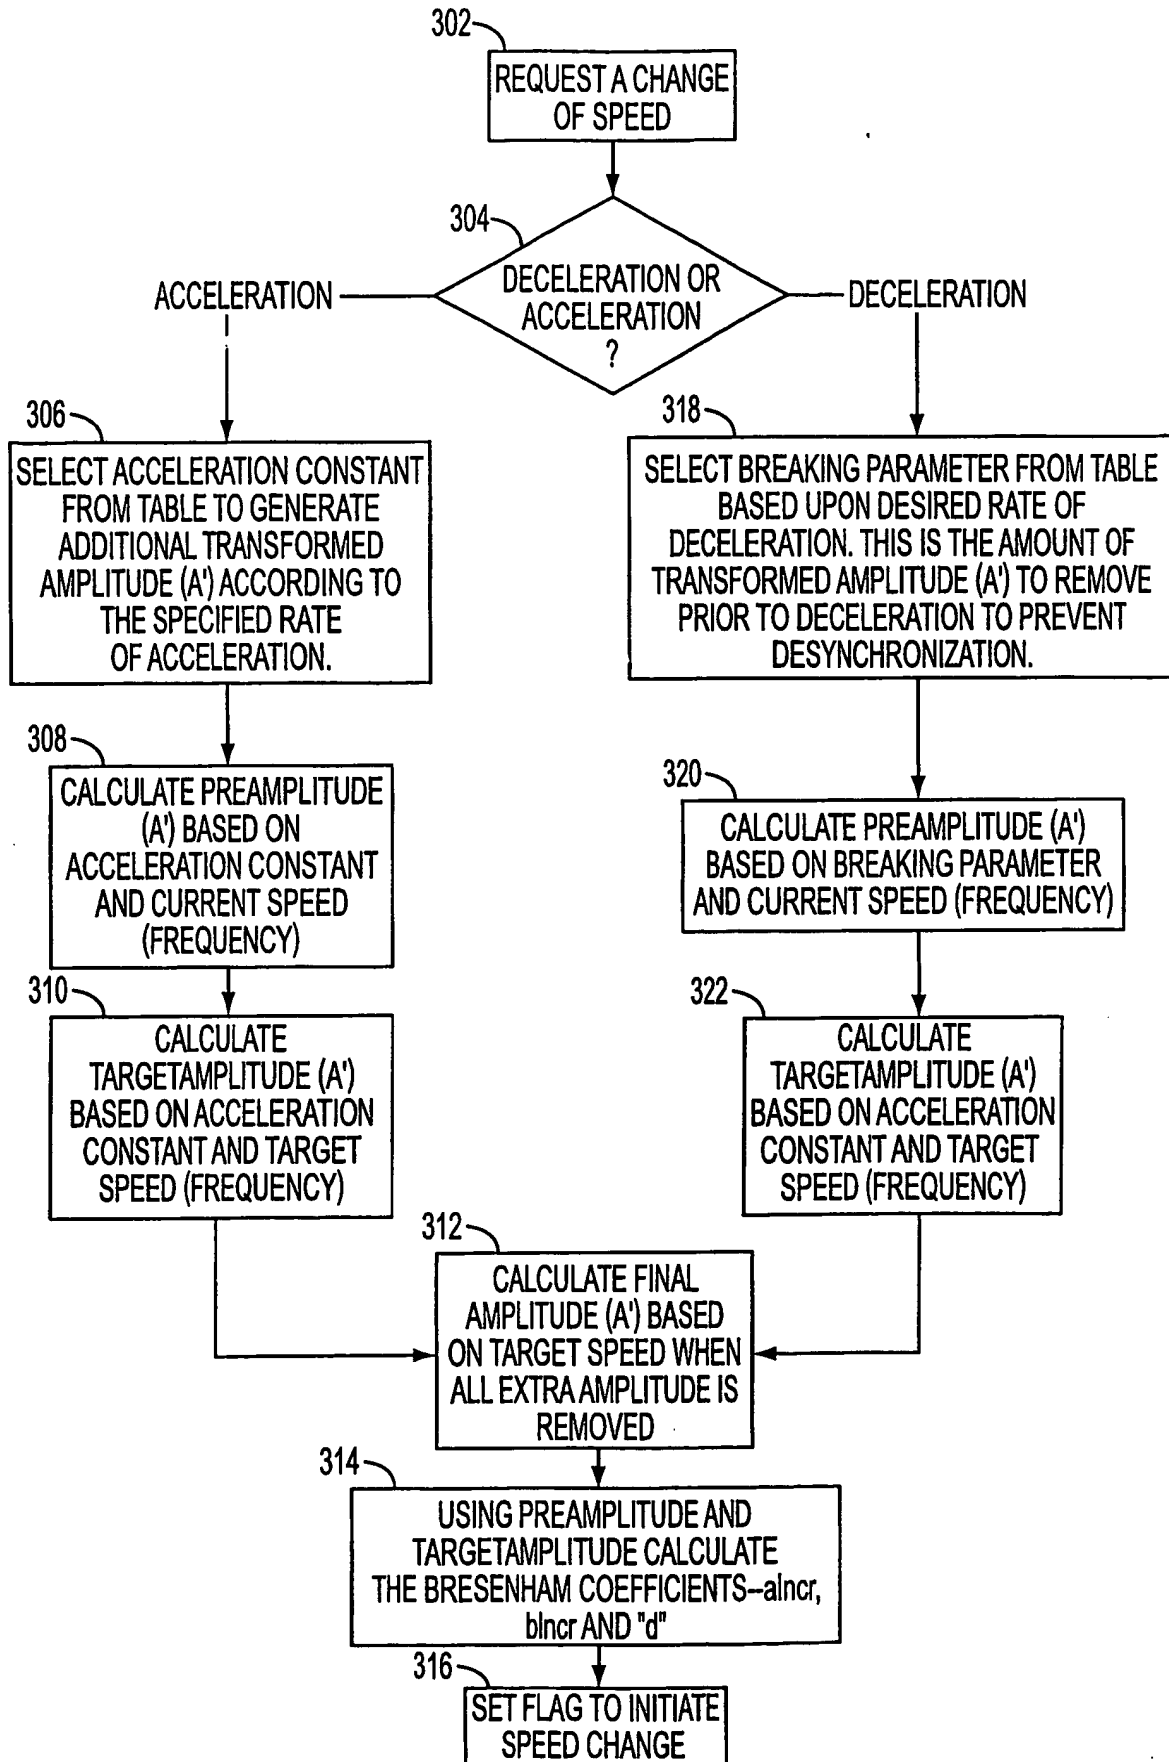 302
REQUEST A CHANGE
OF SPEED
304
DECELERATION OR
ACCELERATION
?
ACCELERATION
DECELERATION
306
SELECT ACCELERATION CONSTANT
FROM TABLE TO GENERATE
ADDITIONAL TRANSFORMED
AMPLITUDE (A') ACCORDING TO
THE SPECIFIED RATE
OF ACCELERATION.
318
SELECT BREAKING PARAMETER FROM TABLE
BASED UPON DESIRED RATE OF
DECELERATION. THIS IS THE AMOUNT OF
TRANSFORMED AMPLITUDE (A') TO REMOVE
PRIOR TO DECELERATION TO PREVENT
DESYNCHRONIZATION.
308
CALCULATE PREAMPLITUDE
(A') BASED ON
ACCELERATION CONSTANT
AND CURRENT SPEED
(FREQUENCY)
320
CALCULATE PREAMPLITUDE (A')
BASED ON BREAKING PARAMETER
AND CURRENT SPEED (FREQUENCY)
310
CALCULATE
TARGETAMPLITUDE (A')
BASED ON ACCELERATION
CONSTANT AND TARGET
SPEED (FREQUENCY)
322
CALCULATE
TARGETAMPLITUDE (A')
BASED ON ACCELERATION
CONSTANT AND TARGET
SPEED (FREQUENCY)
312
CALCULATE FINAL
AMPLITUDE (A') BASED
ON TARGET SPEED WHEN
ALL EXTRA AMPLITUDE IS
REMOVED
314
USING PREAMPLITUDE AND
TARGETAMPLITUDE CALCULATE
THE BRESENHAM COEFFICIENTS--aIncr,
bIncr AND "d"
316
SET FLAG TO INITIATE
SPEED CHANGE